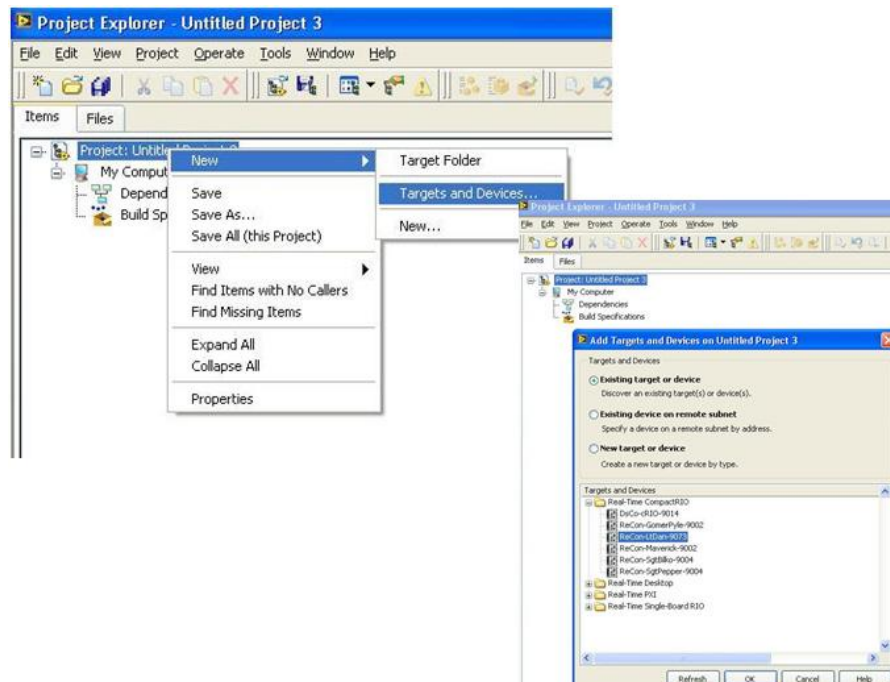 Project Explorer - Untitled Project 3
File Edit View Project Operate Tools Window Help
Items Files
Project: Untitled Project 3
My Comput
Depend
Build Sp
New
Save
Save As...
Save All (this Project)
View
Find Items with No Callers
Find Missing Items
Expand All
Collapse All
Properties
Target Folder
Targets and Devices...
New...
Project Explorer - Untitled Project 3
File Edit View Project Operate Tools Window Help
Items Files
Project: Untitled Project 3
My Computer
Dependencies
Build Specifications
Add Targets and Devices on Untitled Project 3
Targets and Devices
Existing target or device
Discover an existing target(s) or device(s).
Existing device on remote subnet
Specify a device on a remote subnet by address.
New target or device
Create a new target or device by type.
Targets and Devices
Real-Time CompactRIO
DsCo-cRIO-9014
ReCon-GomerPyle-9002
ReCon-LtDan-9073
ReCon-Maverick-9002
ReCon-SgtBilko-9004
ReCon-SgtPepper-9004
Real-Time Desktop
Real-Time PXI
Real-Time Single-Board RIO
Refresh OK Cancel Help